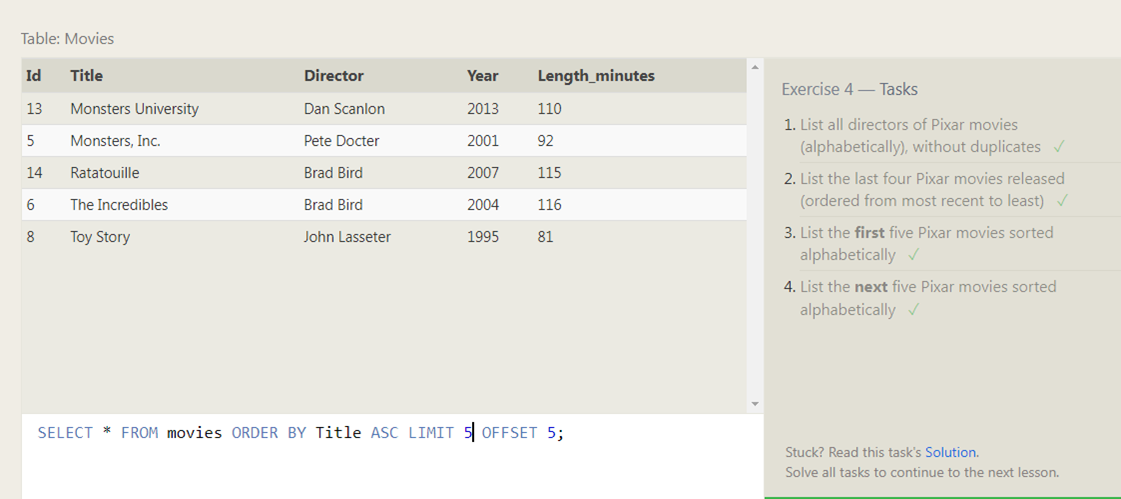 Table: Movies
Id Title Director Year Length_minutes
13 Monsters University Dan Scanlon 2013 110
5 Monsters, Inc. Pete Docter 2001 92
14 Ratatouille Brad Bird 2007 115
6 The Incredibles Brad Bird 2004 116
8 Toy Story John Lasseter 1995 81
SELECT * FROM movies ORDER BY Title ASC LIMIT 5 OFFSET 5;
Exercise 4 — Tasks
1. List all directors of Pixar movies
(alphabetically), without duplicates ✓
2. List the last four Pixar movies released
(ordered from most recent to least) ✓
3. List the first five Pixar movies sorted
alphabetically ✓
4. List the next five Pixar movies sorted
alphabetically ✓
Stuck? Read this task's Solution.
Solve all tasks to continue to the next lesson.